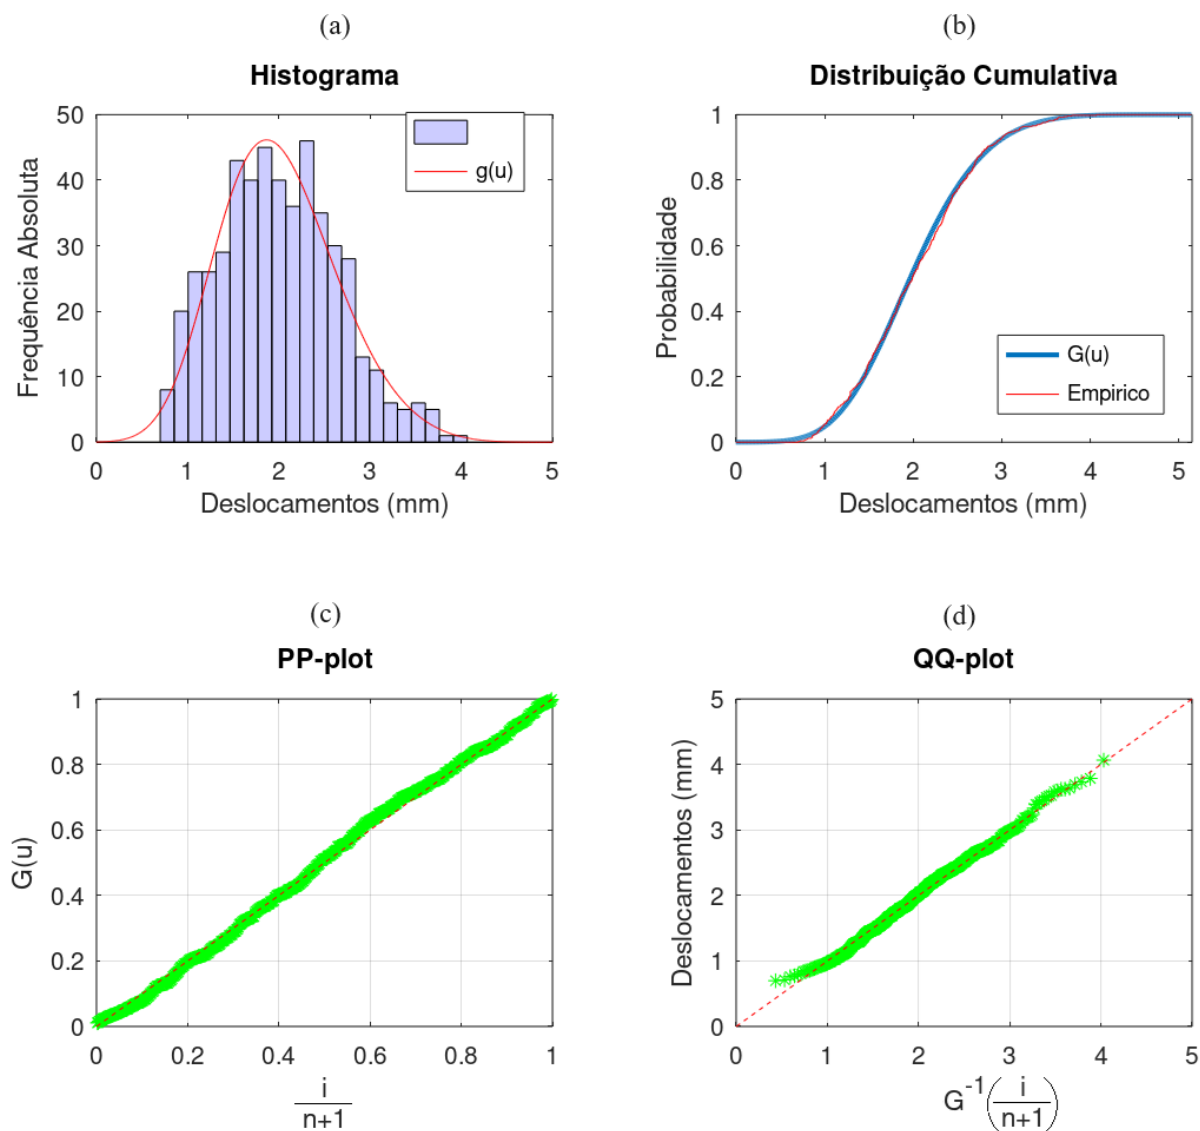 (a)
Histograma
Frequência Absoluta
50
40
30
20
10
0
g(u)
0 1 2 3 4 5
Deslocamentos (mm)
(b)
Distribuição Cumulativa
Probabilidade
1
0.8
0.6
0.4
0.2
0
G(u)
Empirico
0 1 2 3 4 5
Deslocamentos (mm)
(c)
PP-plot
G(u)
1
0.8
0.6
0.4
0.2
0
0 0.2 0.4 0.6 0.8 1
i
n+1
(d)
QQ-plot
Deslocamentos (mm)
5
4
3
2
1
0
0 1 2 3 4 5
G⁻¹(i
n+1)